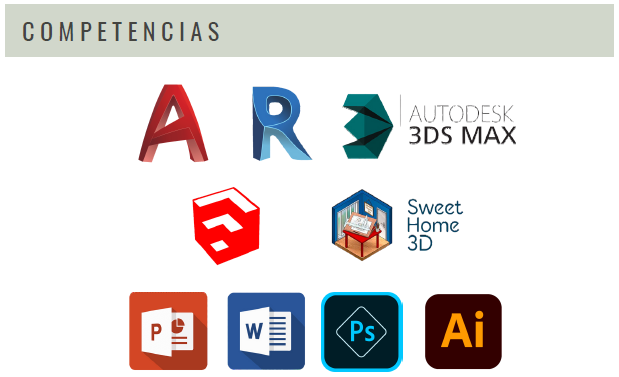 COMPETENCIAS
A R AUTODESK
3DS MAX
Sweet
Home
3D
P W Ps Ai